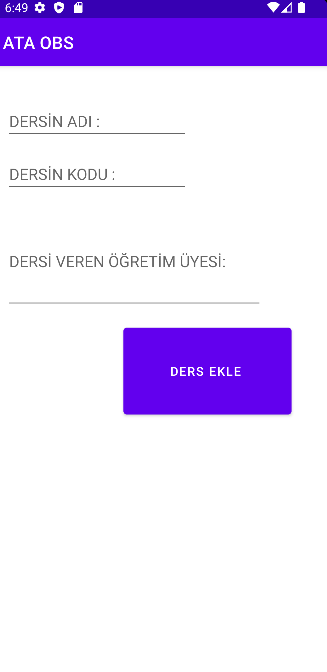 6:49
ATA OBS
DERSİN ADI :
DERSİN KODU :
DERSİ VEREN ÖĞRETİM ÜYESİ:
DERS EKLE